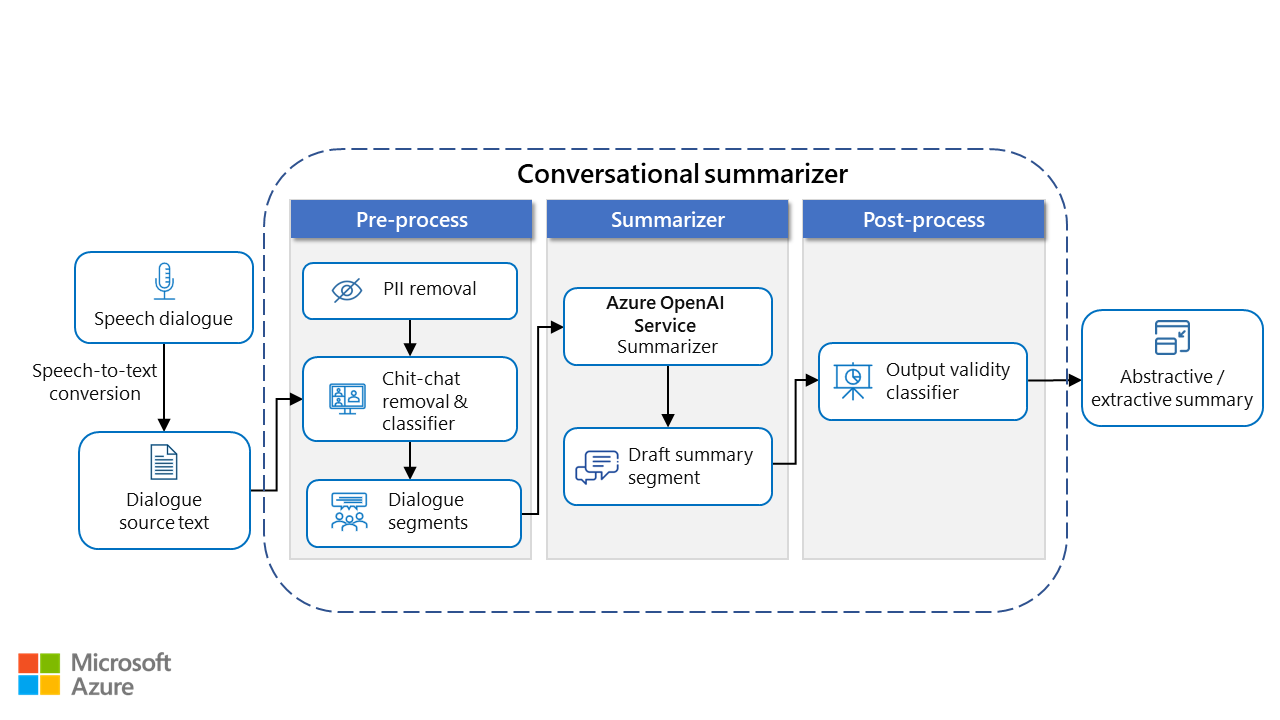 Conversational summarizer
Speech dialogue
Speech-to-text
conversion
Dialogue
source text
Pre-process
PII removal
Chit-chat
removal &
classifier
Dialogue
segments
Summarizer
Azure OpenAI
Service
Summarizer
Draft summary
segment
Post-process
Output validity
classifier
Abstractive /
extractive summary
Microsoft
Azure